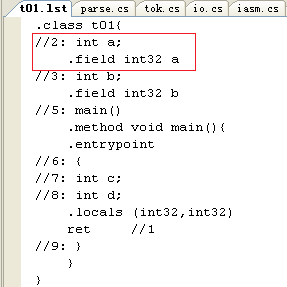 t01.lst parse.cs tok.cs io.cs iasm.cs
.class t01{
//2: int a;
.field int32 a
//3: int b;
.field int32 b
//5: main()
.method void main(){
.entrypoint
//6: {
//7: int c;
//8: int d;
.locals (int32,int32)
ret //1
//9: }
}
}